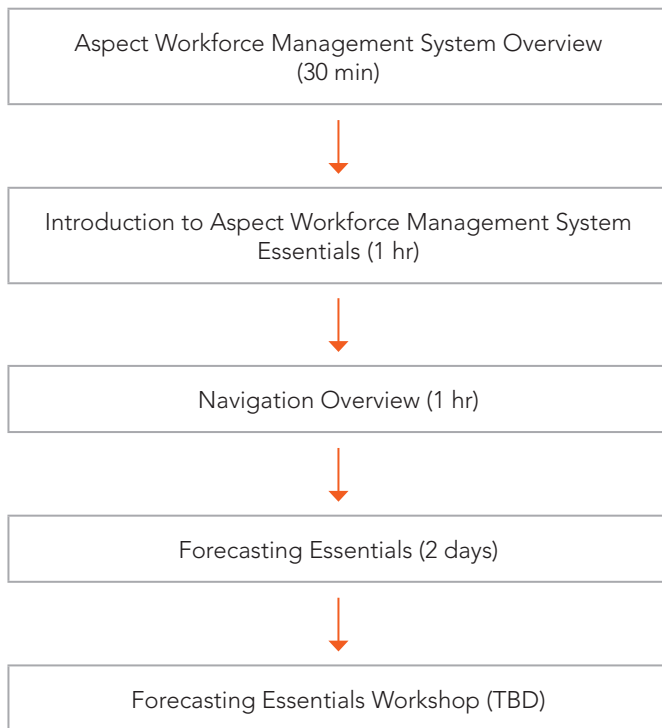 Aspect Workforce Management System Overview
(30 min)
Introduction to Aspect Workforce Management System
Essentials (1 hr)
Navigation Overview (1 hr)
Forecasting Essentials (2 days)
Forecasting Essentials Workshop (TBD)